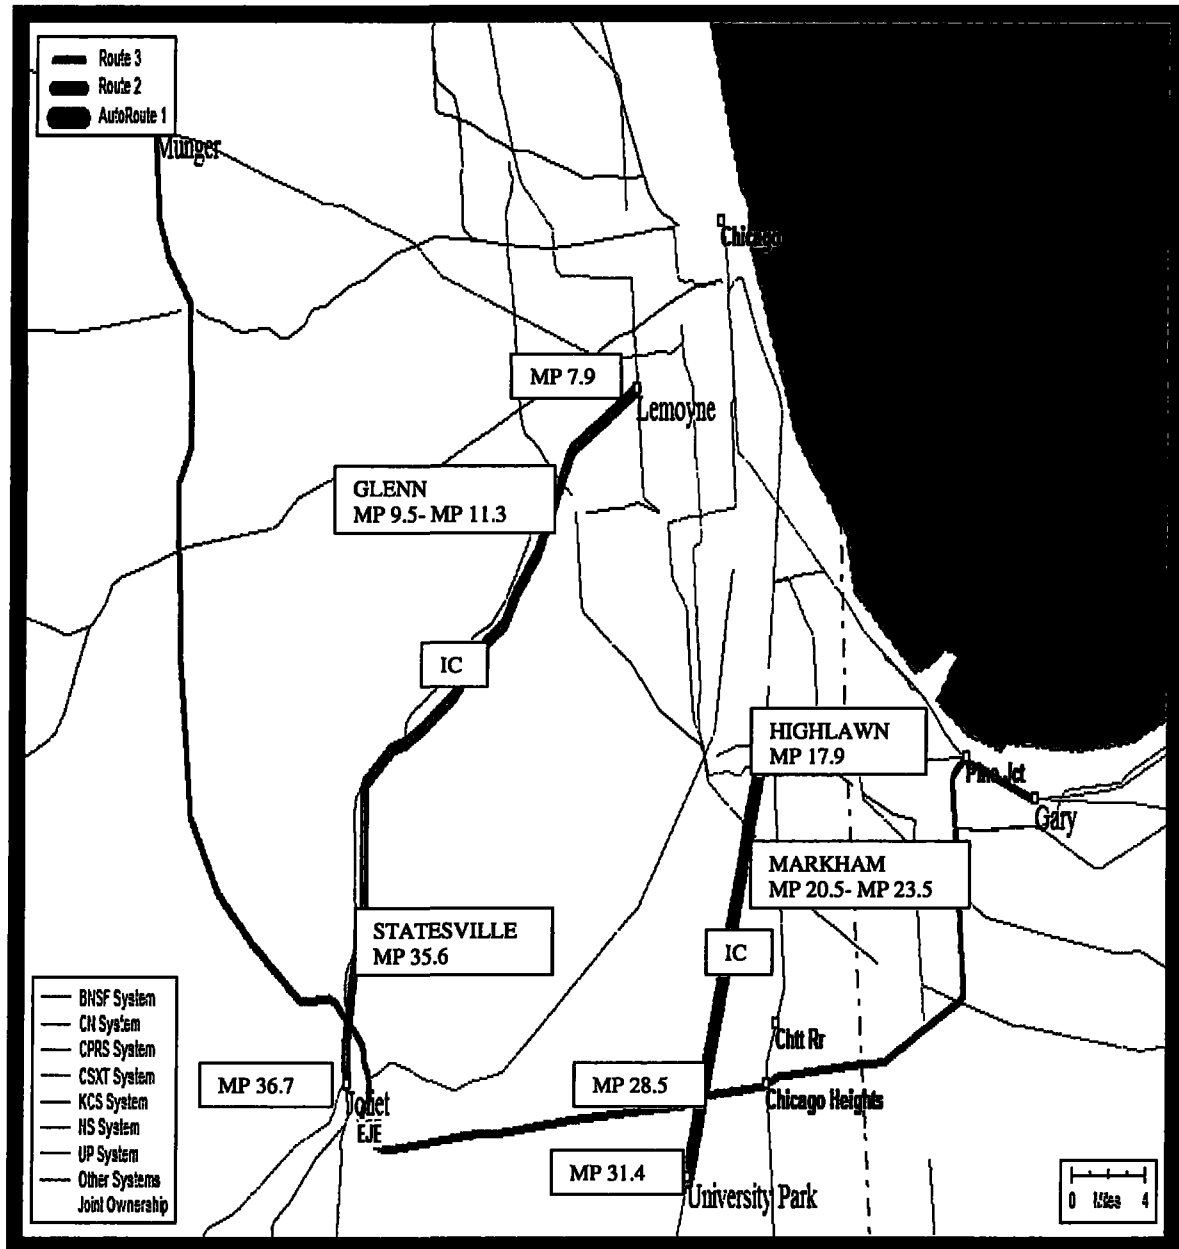 Route 3
Route 2
AutoRoute 1
Munger
Chicago
MP 7.9
Lemoyne
GLENN
MP 9.5- MP 11.3
IC
HIGHLAWN
MP 17.9
Pine Jct
Gary
MARKHAM
MP 20.5- MP 23.5
STATESVILLE
MP 35.6
IC
BNSF System
CN System
CPRS System
CSXT System
KCS System
NS System
UP System
Other Systems
Joint Ownership
Chtt Rr
MP 36.7
MP 28.5
Joliet
EJE
Chicago Heights
MP 31.4
University Park
0 Miles 4